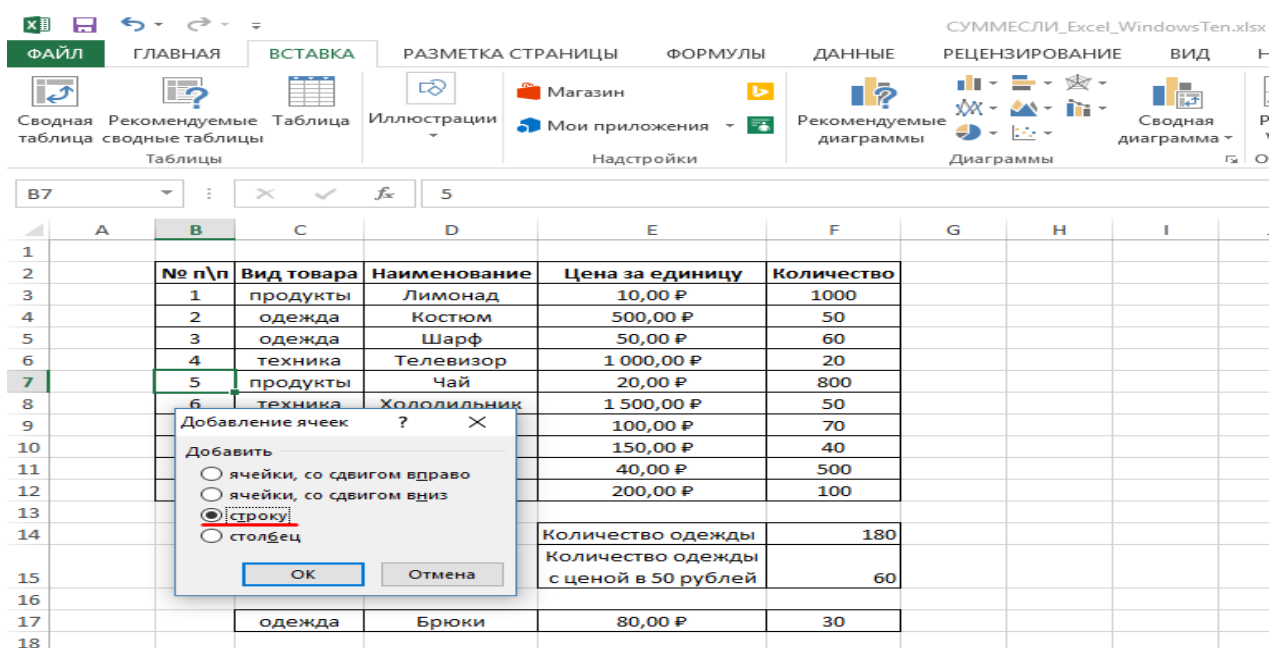 СУММЕСЛИ_Excel_WindowsTen.xlsx
ФАЙЛ ГЛАВНАЯ ВСТАВКА РАЗМЕТКА СТРАНИЦЫ ФОРМУЛЫ ДАННЫЕ РЕЦЕНЗИРОВАНИЕ ВИД Н
Сводная таблица
Рекомендуемые сводные таблицы
Таблица
Таблицы
Иллюстрации
Магазин
Мои приложения
Надстройки
Рекомендуемые диаграммы
Сводная диаграмма
Диаграммы
B7 fx 5
A B C D E F G H I
1
2 № п\п Вид товара Наименование Цена за единицу Количество
3 1 продукты Лимонад 10,00 ₽ 1000
4 2 одежда Костюм 500,00 ₽ 50
5 3 одежда Шарф 50,00 ₽ 60
6 4 техника Телевизор 1 000,00 ₽ 20
7 5 продукты Чай 20,00 ₽ 800
8 6 техника Холодильник 1 500,00 ₽ 50
9 100,00 ₽ 70
10 150,00 ₽ 40
11 40,00 ₽ 500
12 200,00 ₽ 100
13
14 Количество одежды 180
Количество одежды
15 с ценой в 50 рублей 60
16
17 одежда Брюки 80,00 ₽ 30
18
Добавление ячеек ?
Добавить
ячейки, со сдвигом вправо
ячейки, со сдвигом вниз
строку
столбец
ОК Отмена